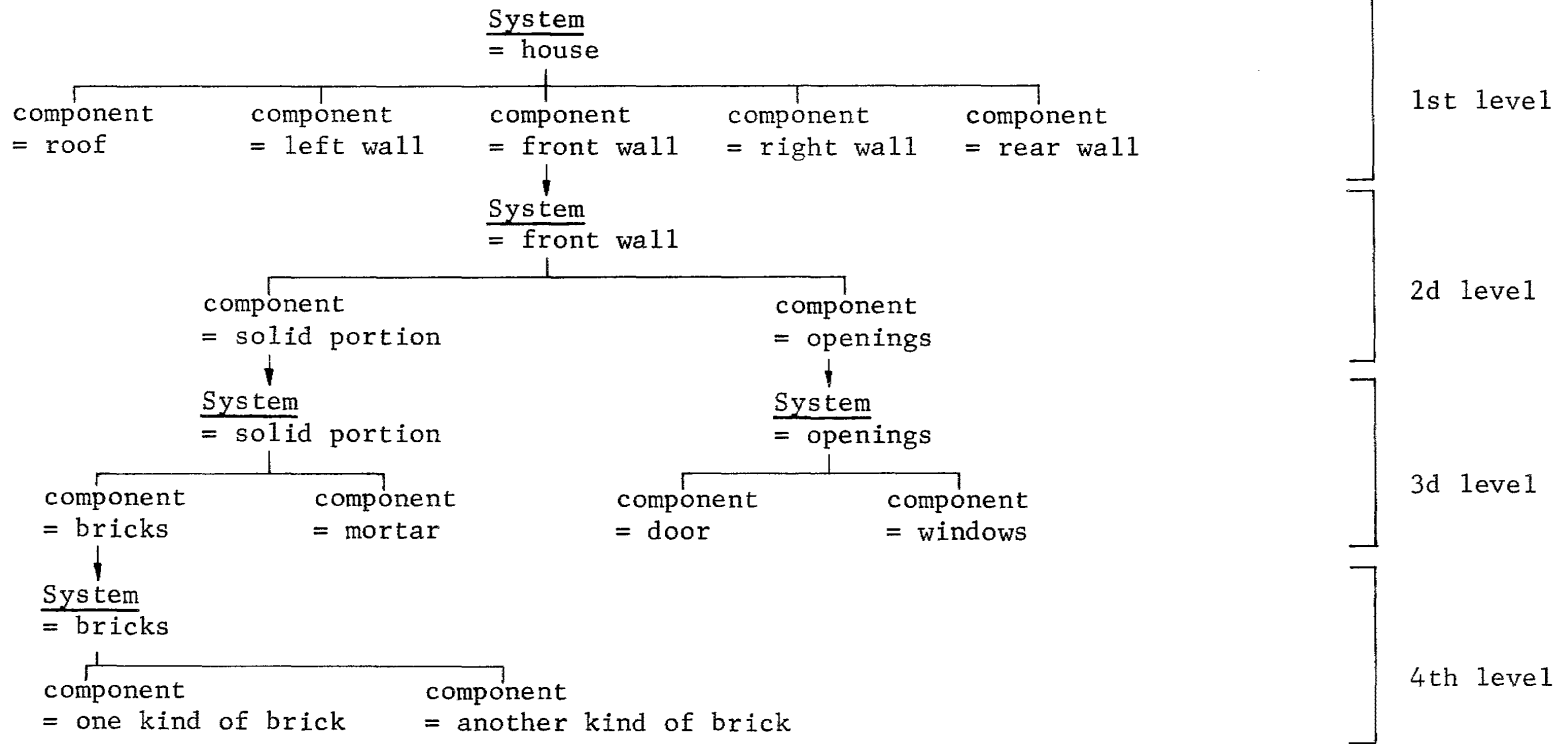 System
= house
component component component component component
= roof = left wall = front wall = right wall = rear wall
1st level
System
= front wall
component component
= solid portion = openings
2d level
System System
= solid portion = openings
component component component component
= bricks = mortar = door = windows
3d level
System
= bricks
component component
= one kind of brick = another kind of brick
4th level